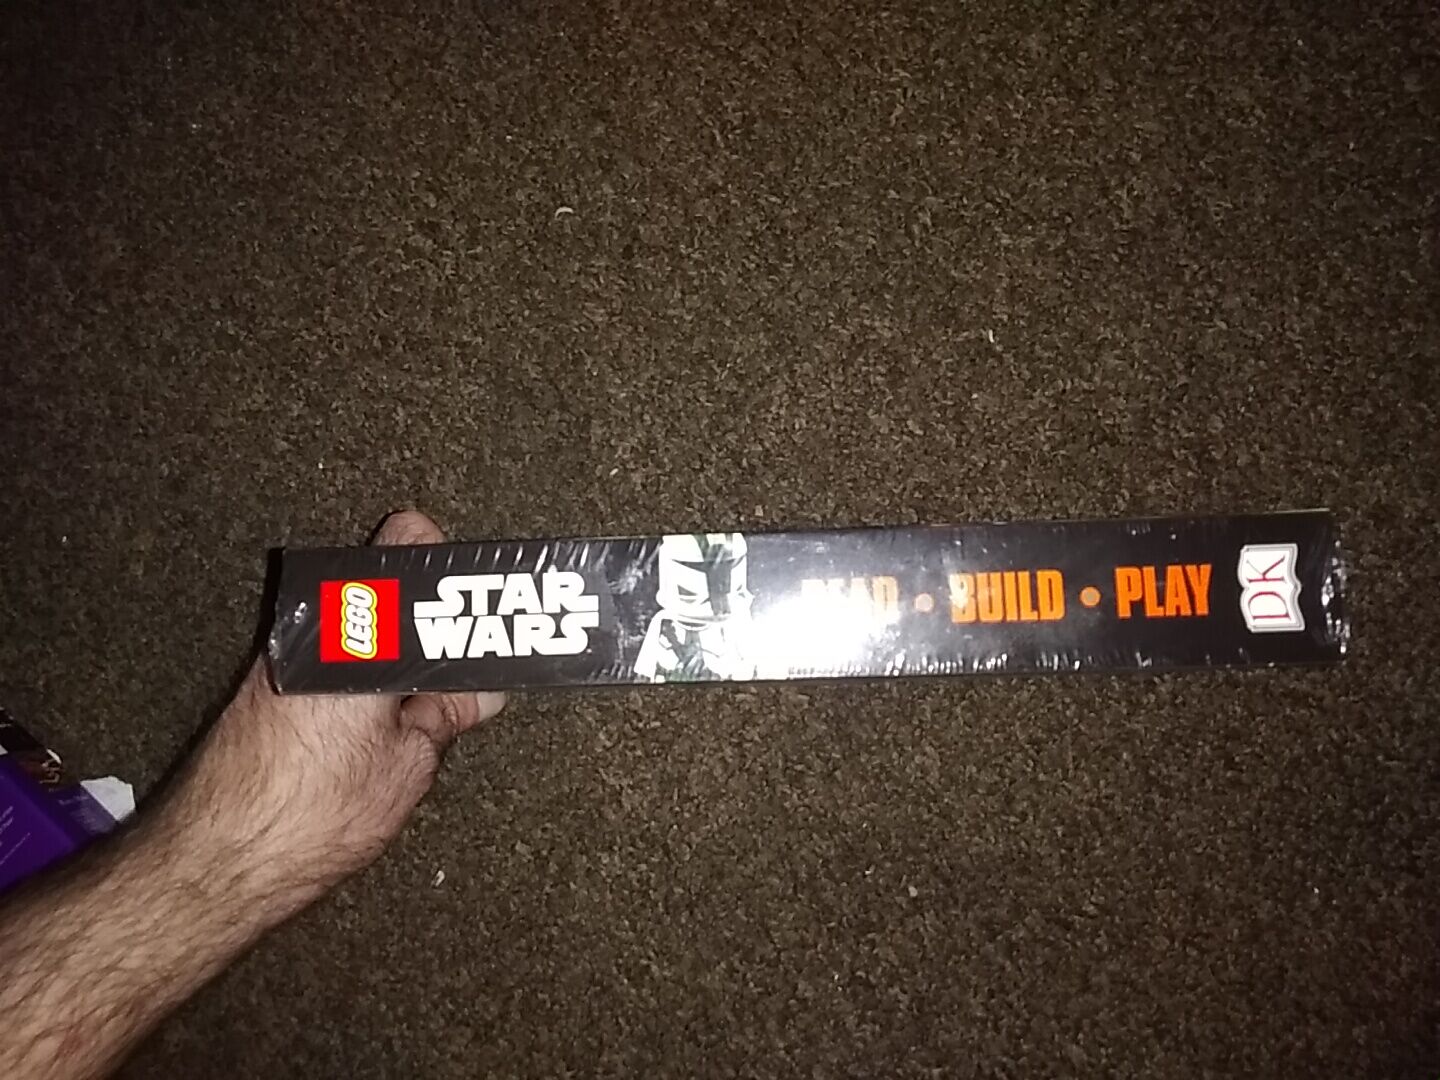 LEGO
STAR
WARS
READ • BUILD • PLAY
DK